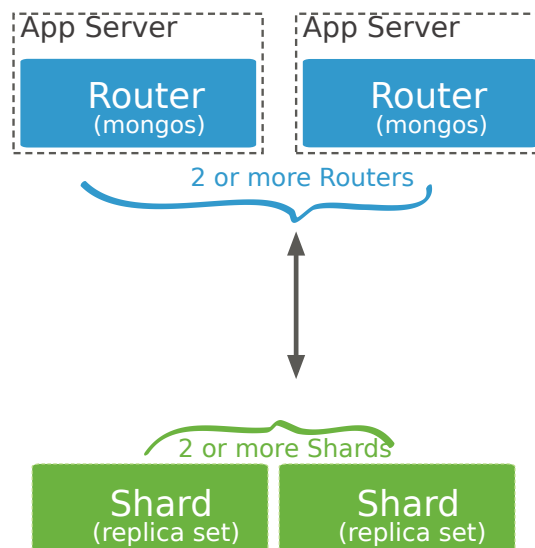 App Server
App Server
Router
(mongos)
Router
(mongos)
2 or more Routers
2 or more Shards
Shard
(replica set)
Shard
(replica set)